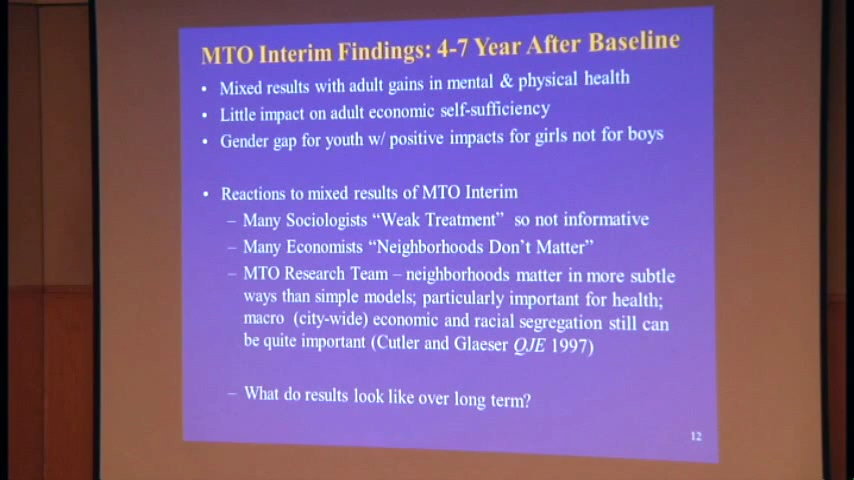 MTO Interim Findings: 4-7 Year After Baseline
• Mixed results with adult gains in mental & physical health
• Little impact on adult economic self-sufficiency
• Gender gap for youth w/ positive impacts for girls not for boys
• Reactions to mixed results of MTO Interim
– Many Sociologists “Weak Treatment” so not informative
– Many Economists “Neighborhoods Don’t Matter”
– MTO Research Team – neighborhoods matter in more subtle
ways than simple models; particularly important for health;
macro (city-wide) economic and racial segregation still can
be quite important (Cutler and Glaeser QJE 1997)
– What do results look like over long term?
12